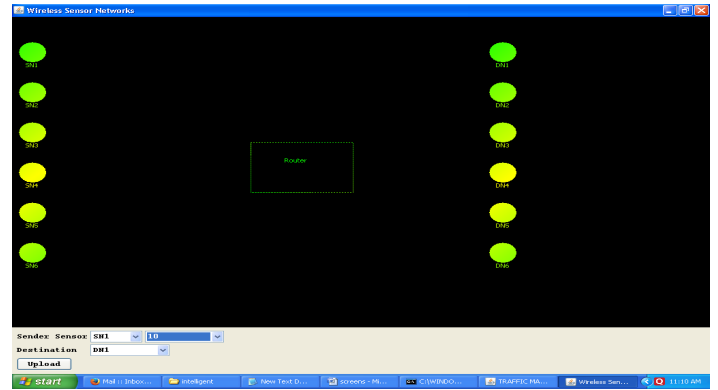 Wireless Sensor Networks
SN1
DN1
SN2
DN2
SN3
DN3
Router
SN4
DN4
SN5
DN5
SN6
DN6
Sender Sensor SN1 10
Destination DN1
Upload
start Mail :: Inbox... intelligent New Text D... screens - Mi... C:\WINDO... TRAFFIC MA... Wireless Sen... 11:10 AM